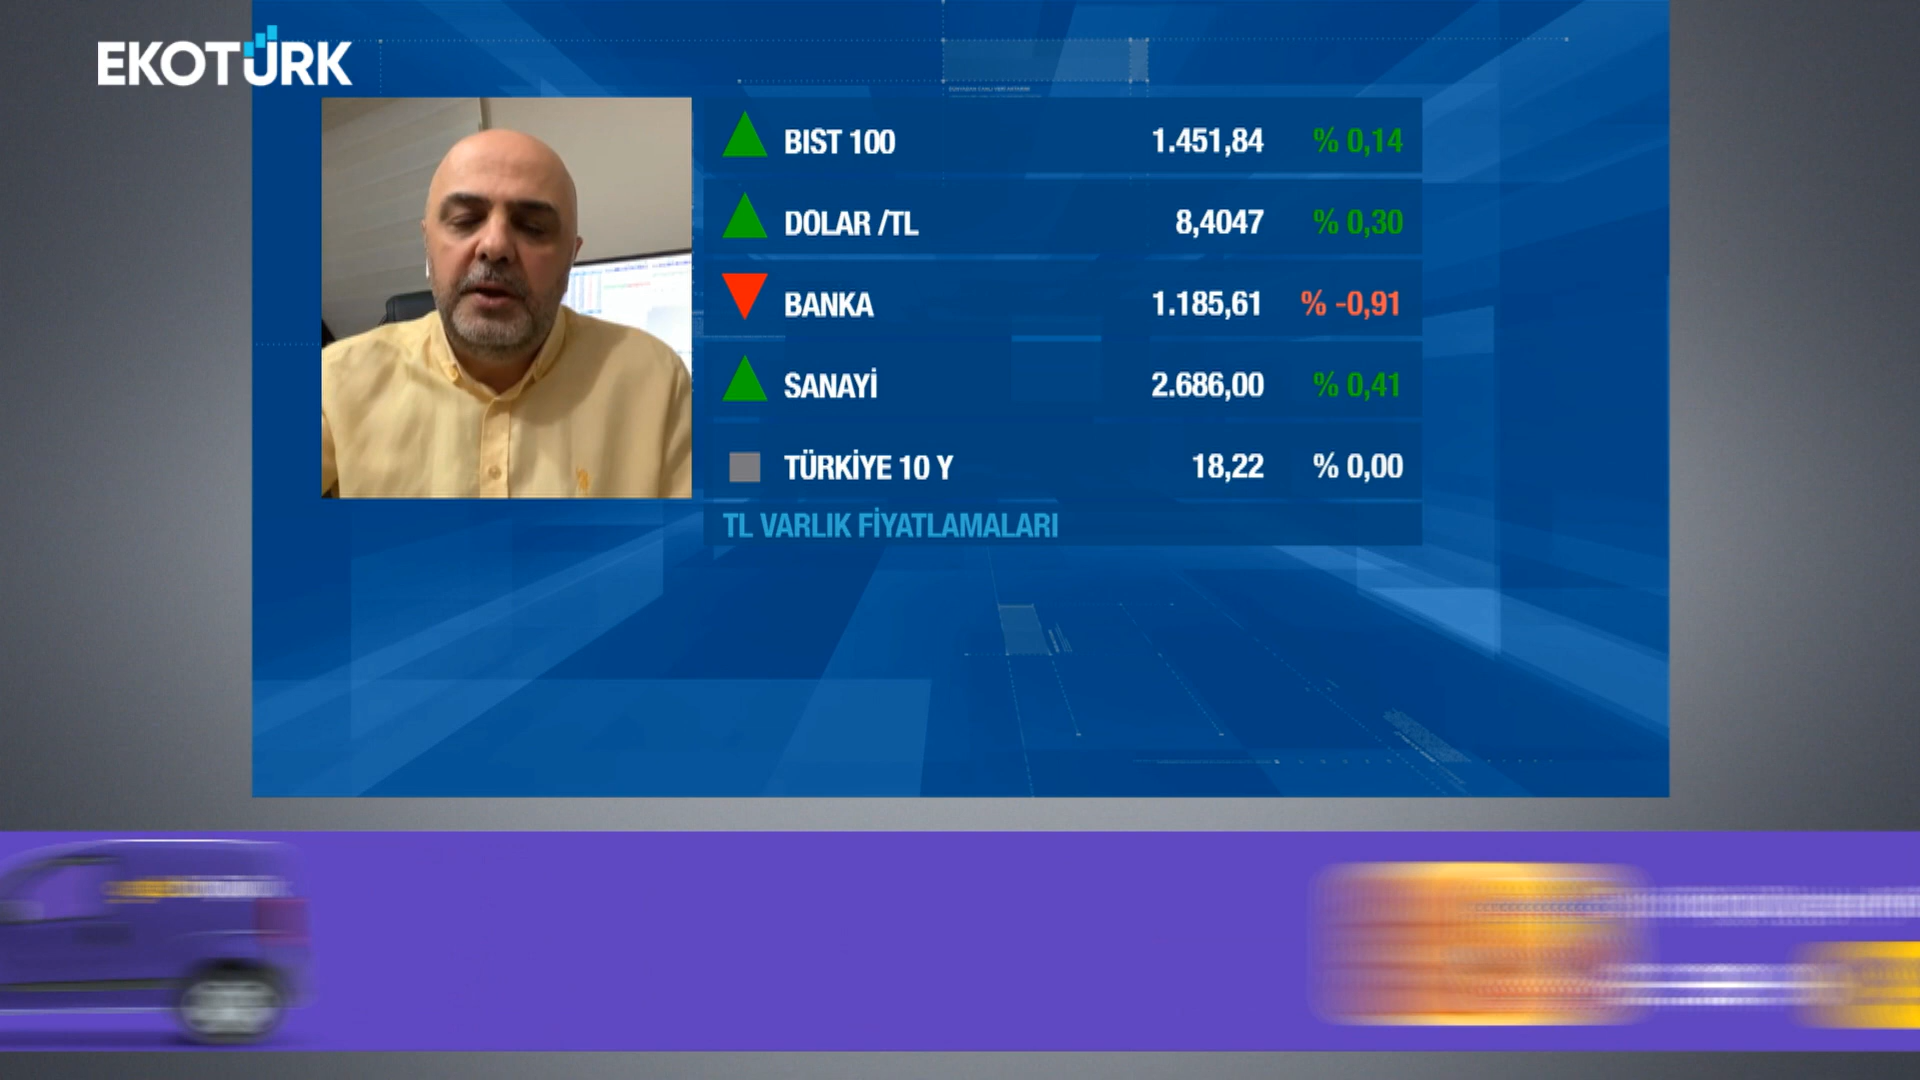 EKOTÜRK
BIST 100 1.451,84 % 0,14
DOLAR /TL 8,4047 % 0,30
BANKA 1.185,61 % -0,91
SANAYİ 2.686,00 % 0,41
TÜRKİYE 10 Y 18,22 % 0,00
TL VARLIK FİYATLAMALARI